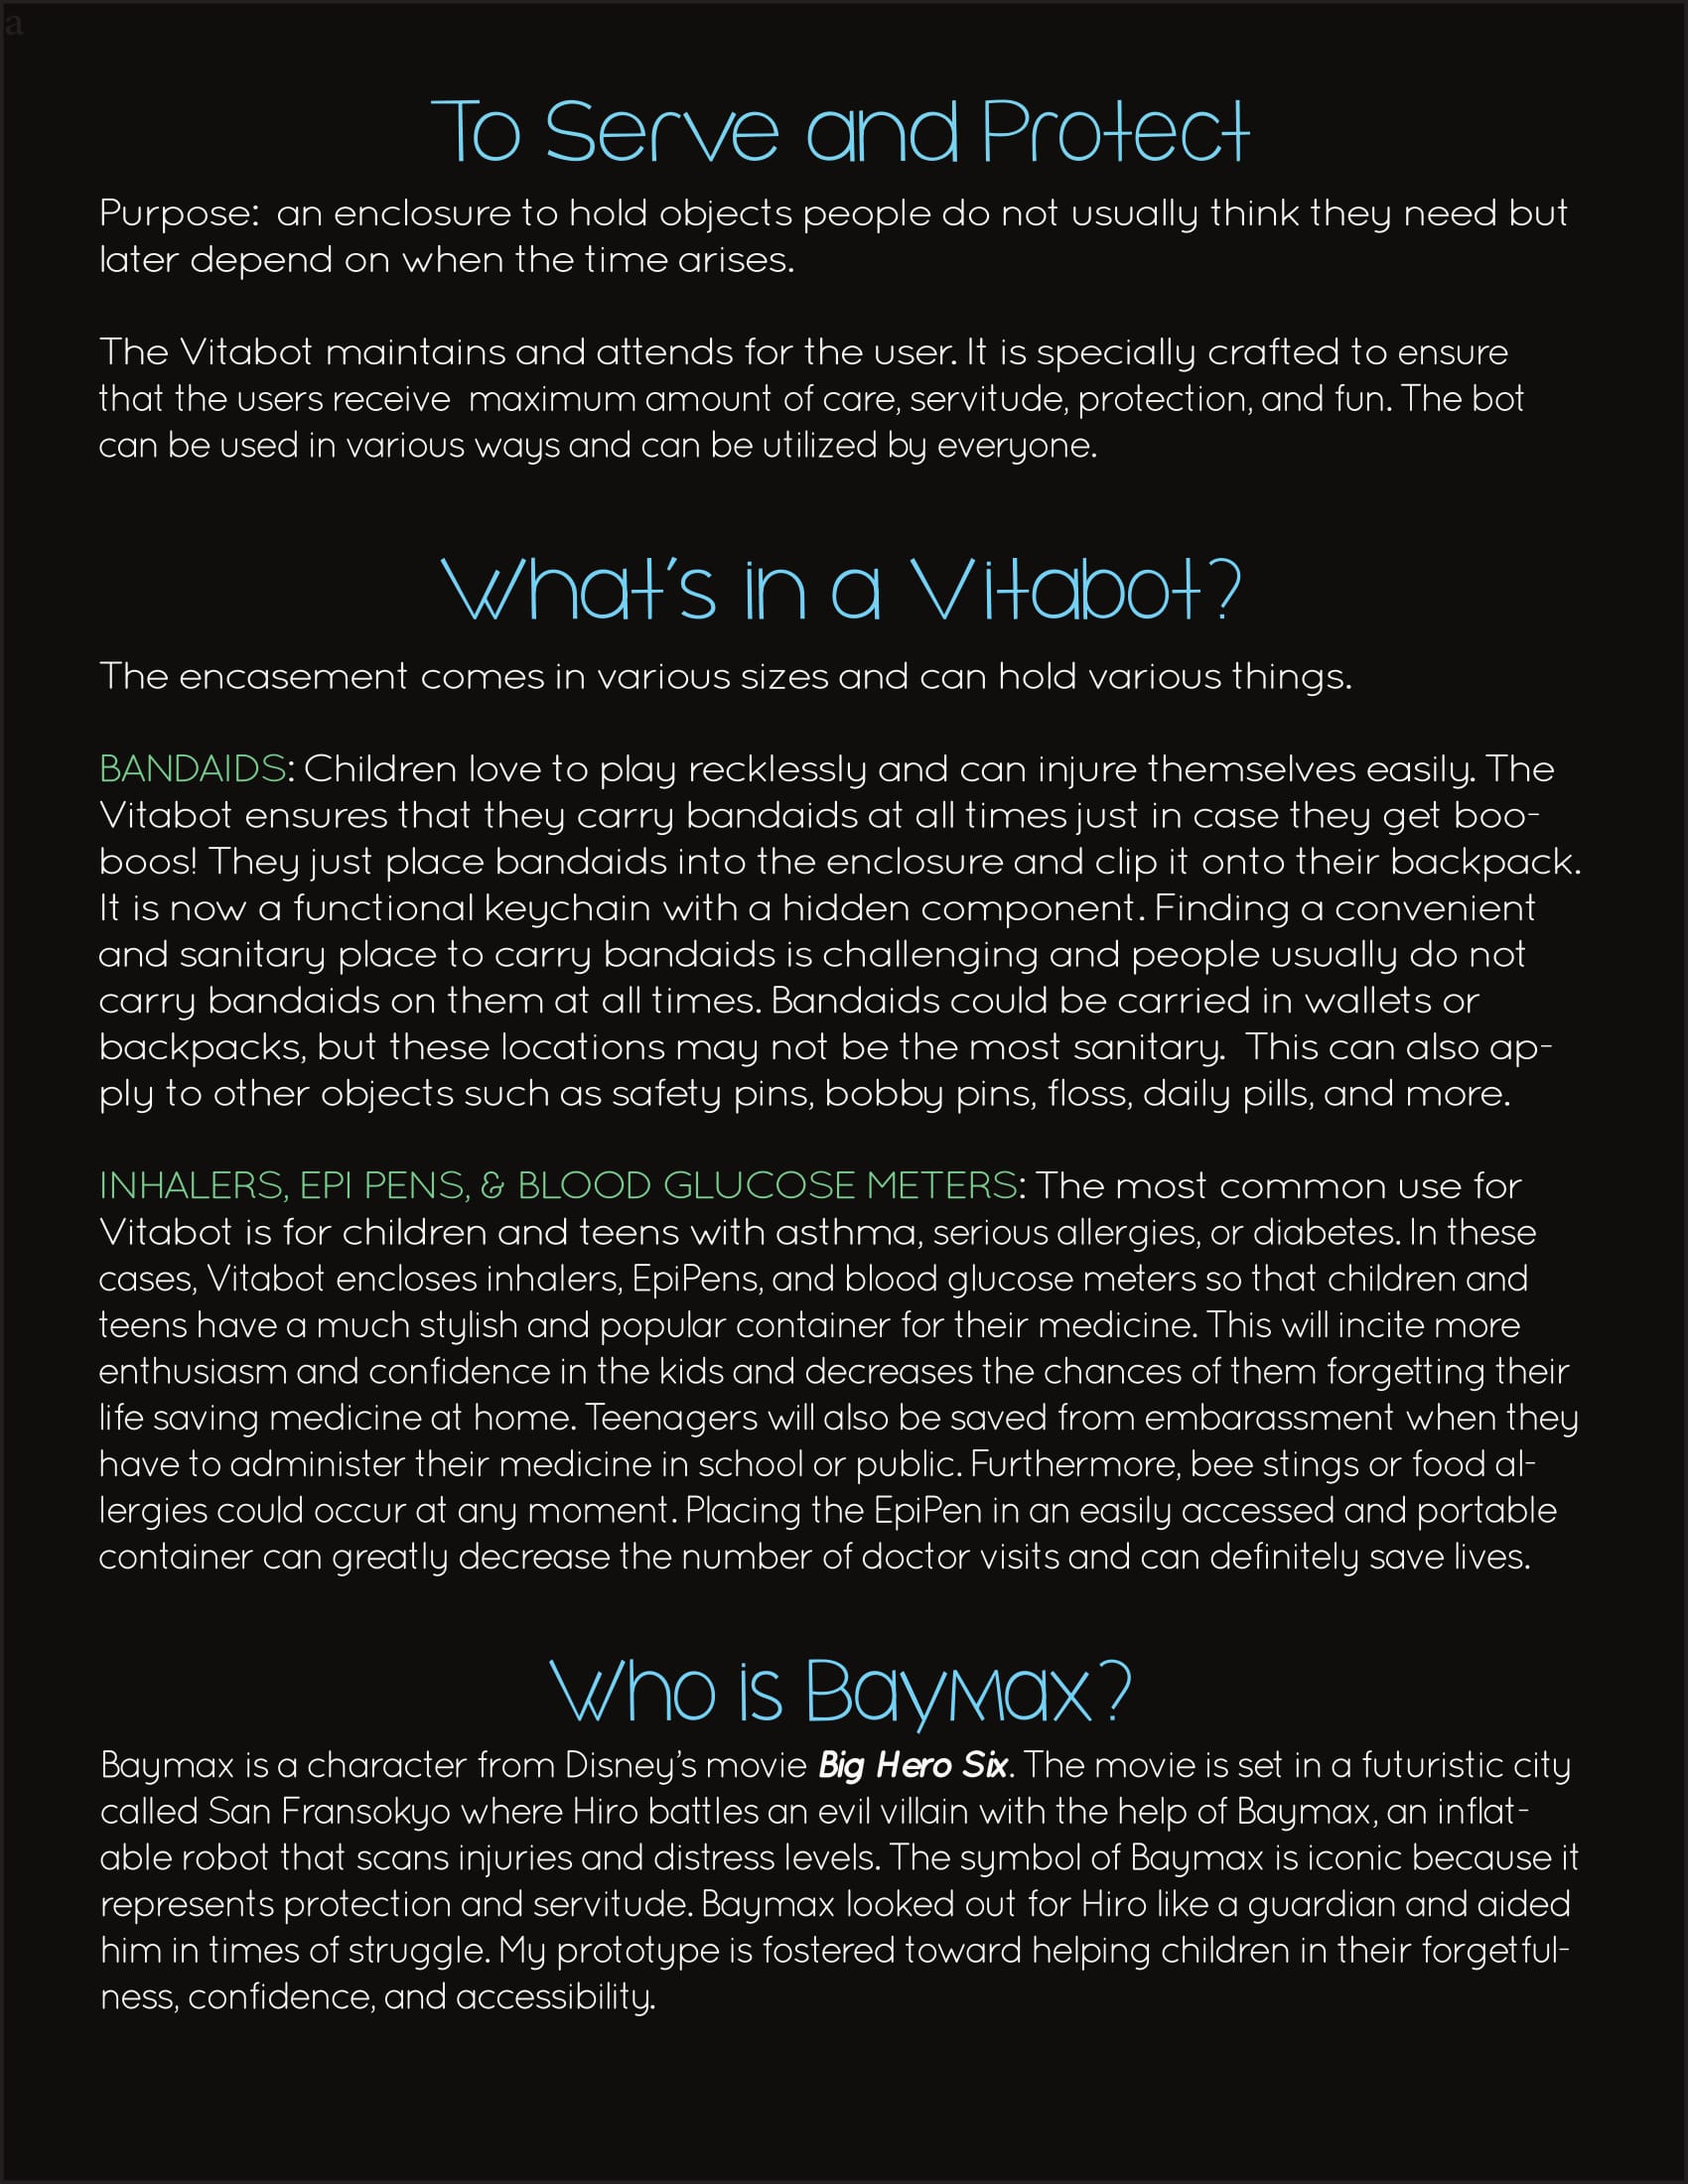 a
To Serve and Protect
Purpose:  an enclosure to hold objects people do not usually think they need but
later depend on when the time arises.
The Vitabot maintains and attends for the user. It is specially crafted to ensure
that the users receive  maximum amount of care, servitude, protection, and fun. The bot
can be used in various ways and can be utilized by everyone.
What's in a Vitabot?
The encasement comes in various sizes and can hold various things.
BANDAIDS: Children love to play recklessly and can injure themselves easily. The
Vitabot ensures that they carry bandaids at all times just in case they get boo-
boos! They just place bandaids into the enclosure and clip it onto their backpack.
It is now a functional keychain with a hidden component. Finding a convenient
and sanitary place to carry bandaids is challenging and people usually do not
carry bandaids on them at all times. Bandaids could be carried in wallets or
backpacks, but these locations may not be the most sanitary.  This can also ap-
ply to other objects such as safety pins, bobby pins, floss, daily pills, and more.
INHALERS, EPI PENS, & BLOOD GLUCOSE METERS: The most common use for
Vitabot is for children and teens with asthma, serious allergies, or diabetes. In these
cases, Vitabot encloses inhalers, EpiPens, and blood glucose meters so that children and
teens have a much stylish and popular container for their medicine. This will incite more
enthusiasm and confidence in the kids and decreases the chances of them forgetting their
life saving medicine at home. Teenagers will also be saved from embarassment when they
have to administer their medicine in school or public. Furthermore, bee stings or food al-
lergies could occur at any moment. Placing the EpiPen in an easily accessed and portable
container can greatly decrease the number of doctor visits and can definitely save lives.
Who is Baymax?
Baymax is a character from Disney's movie Big Hero Six. The movie is set in a futuristic city
called San Fransokyo where Hiro battles an evil villain with the help of Baymax, an inflat-
able robot that scans injuries and distress levels. The symbol of Baymax is iconic because it
represents protection and servitude. Baymax looked out for Hiro like a guardian and aided
him in times of struggle. My prototype is fostered toward helping children in their forgetful-
ness, confidence, and accessibility.